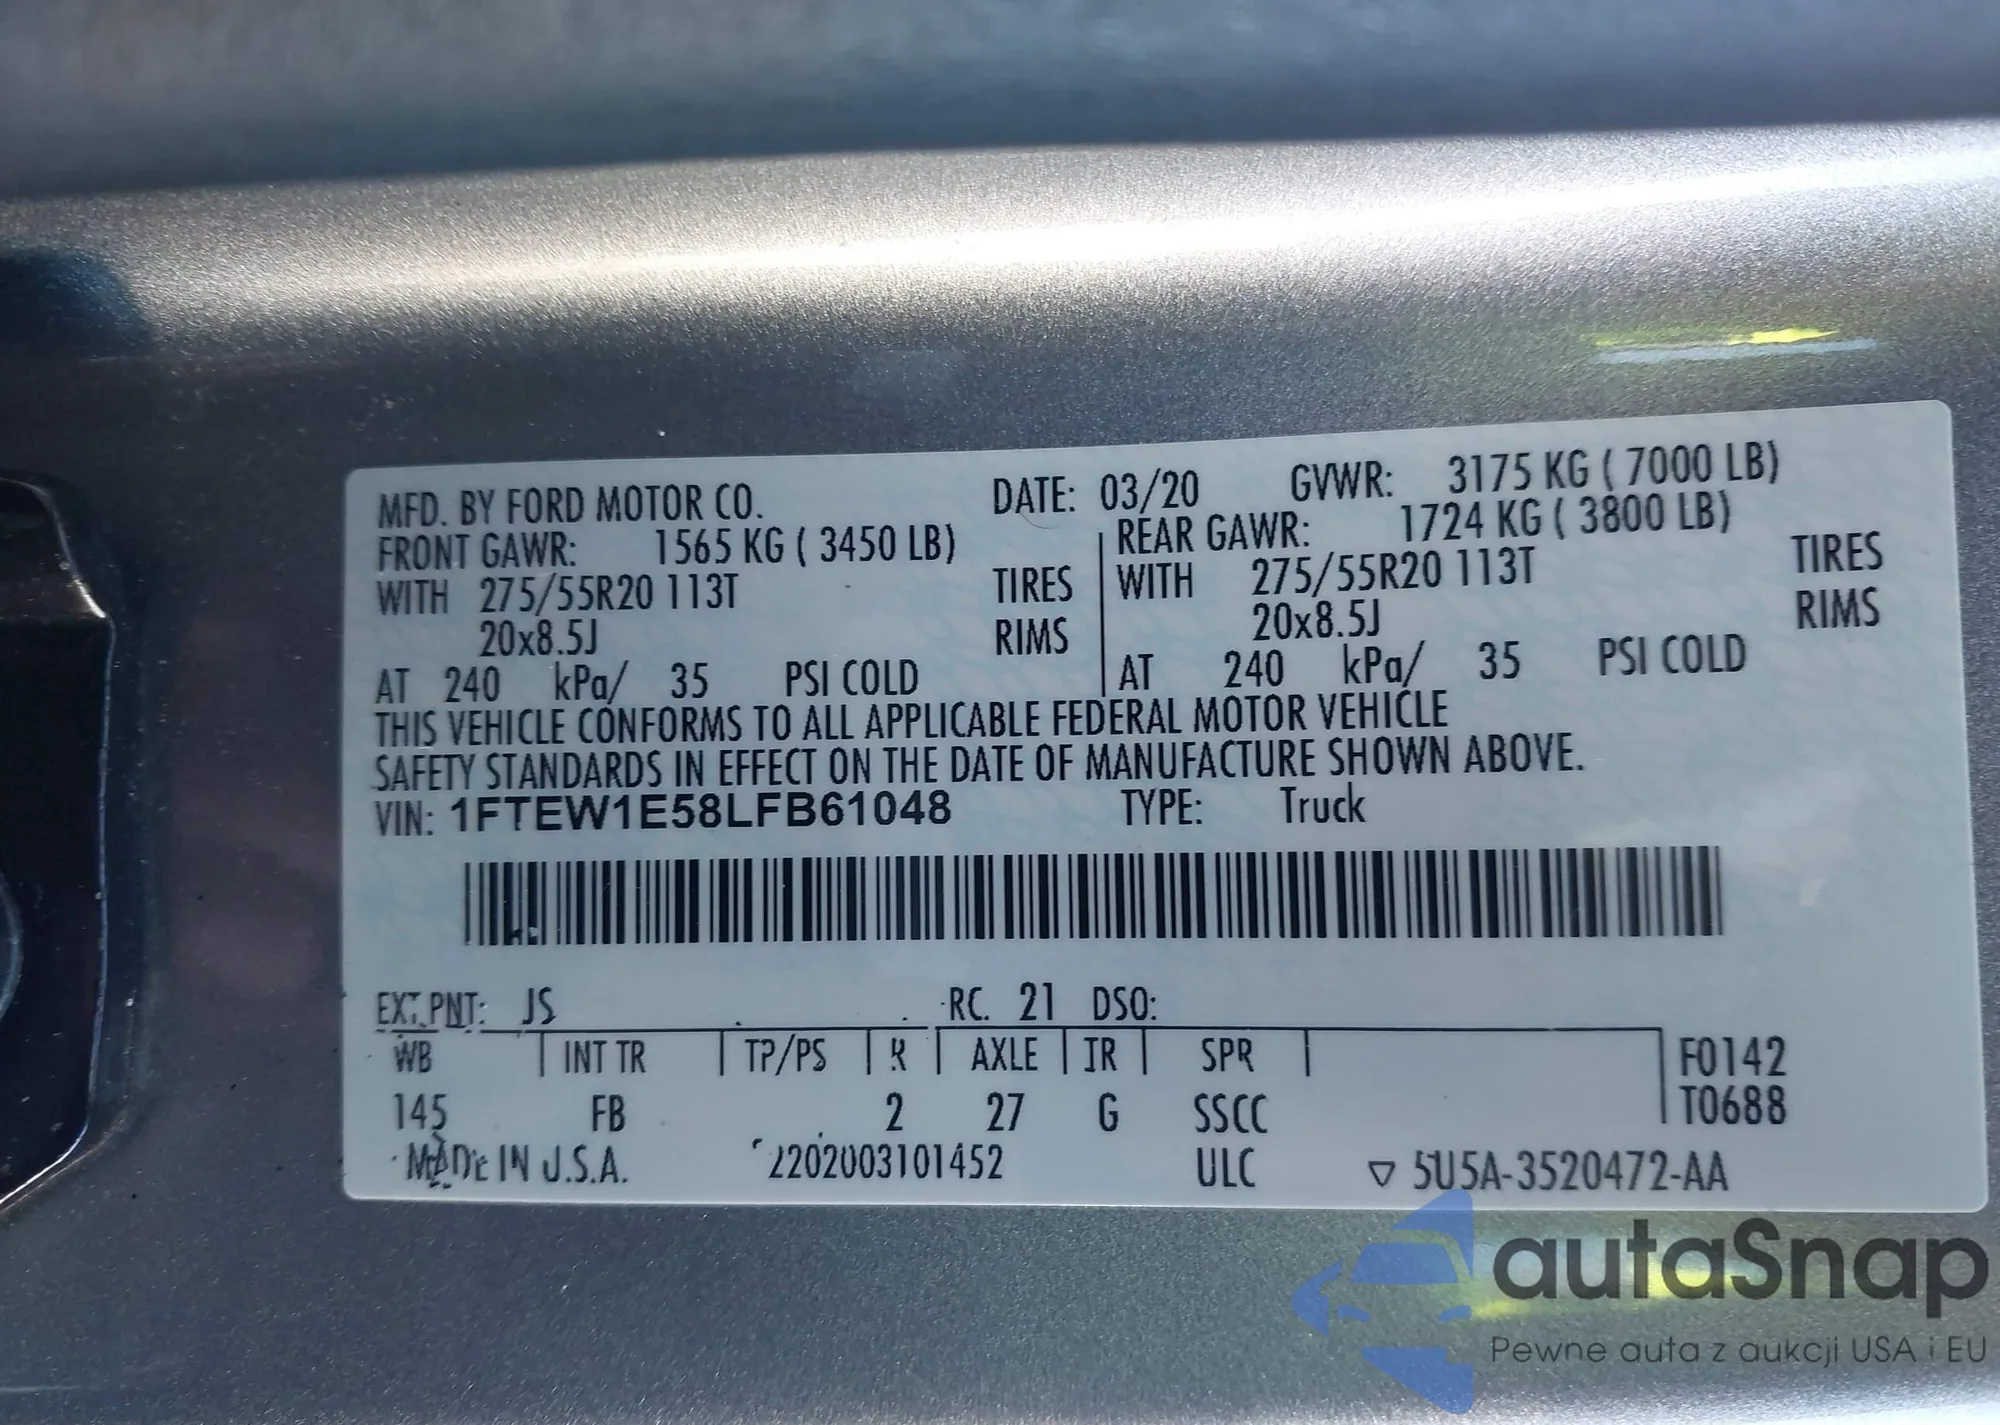 MFD. BY FORD MOTOR CO. DATE: 03/20 GVWR: 3175 KG ( 7000 LB)
FRONT GAWR: 1565 KG ( 3450 LB) REAR GAWR: 1724 KG ( 3800 LB)
WITH 275/55R20 113T TIRES WITH 275/55R20 113T TIRES
20x8.5J RIMS 20x8.5J RIMS
AT 240 kPa/ 35 PSI COLD AT 240 kPa/ 35 PSI COLD
THIS VEHICLE CONFORMS TO ALL APPLICABLE FEDERAL MOTOR VEHICLE
SAFETY STANDARDS IN EFFECT ON THE DATE OF MANUFACTURE SHOWN ABOVE.
VIN: 1FTEW1E58LFB61048 TYPE: Truck
EXT. PNT: JS RC. 21 DSO:
WB INT TR TP/PS R AXLE TR SPR F0142
145 FB 2 27 G SSCC T0688
MADE IN U.S.A. 2202003101452 ULC ▽ 5U5A-3520472-AA
autaSnap
Pewne auta z aukcji USA i EU